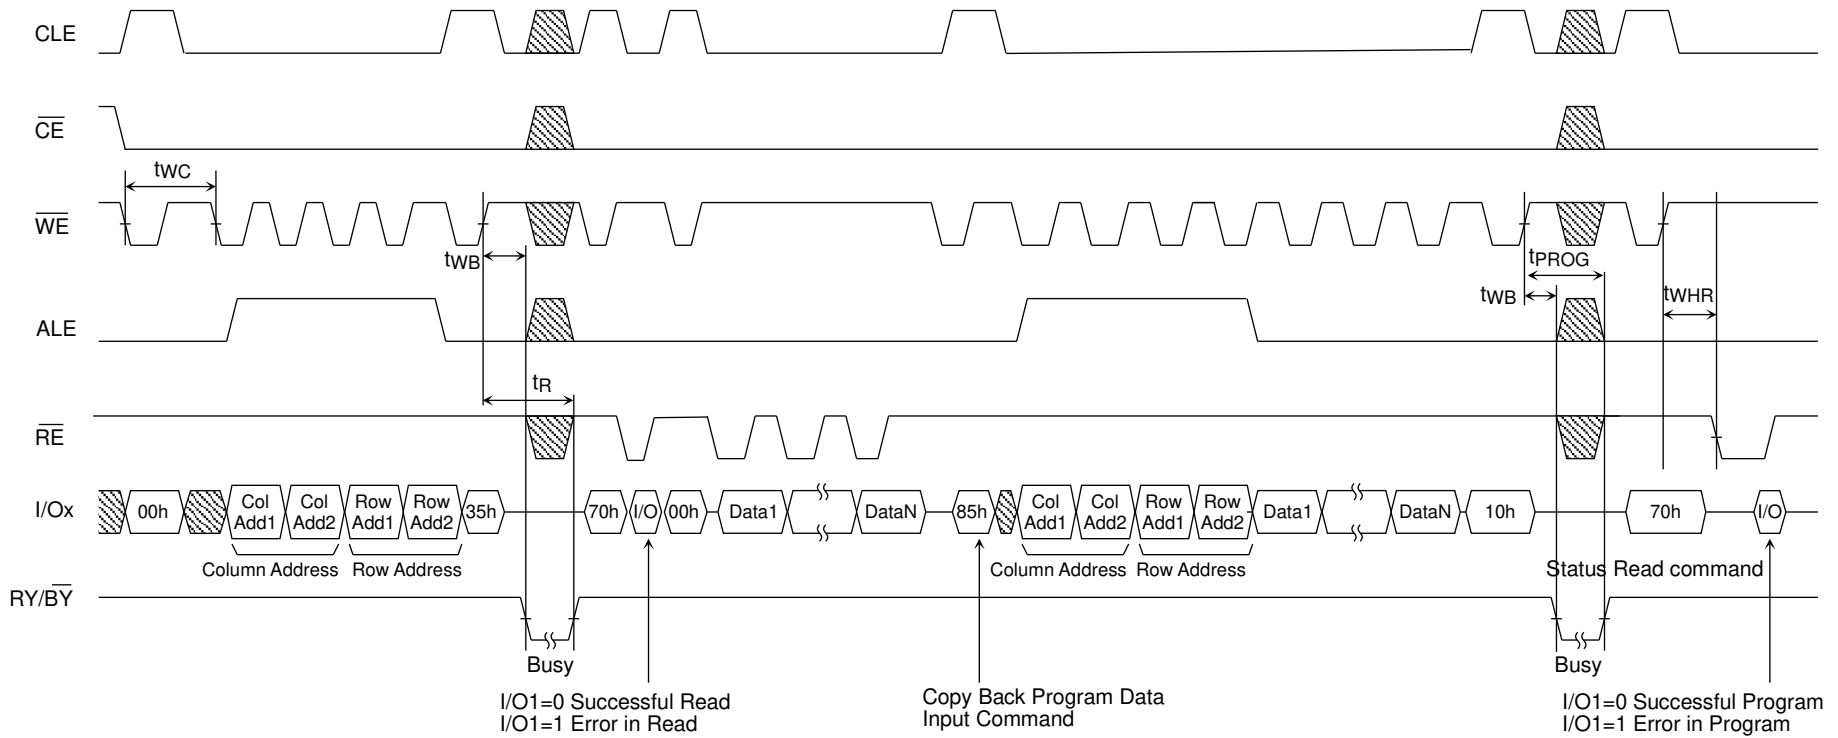 CLE
CE
tWC
WE
tWB
tPROG
tWB
tWHR
ALE
tR
RE
I/Ox
00h
Col Add1
Col Add2
Row Add1
Row Add2
35h
70h
I/O
00h
Data1
DataN
85h
Col Add1
Col Add2
Row Add1
Row Add2
Data1
DataN
10h
70h
I/O
Column Address
Row Address
Column Address
Row Address
Status Read command
RY/BY
Busy
Busy
I/O1=0 Successful Read
I/O1=1 Error in Read
Copy Back Program Data
Input Command
I/O1=0 Successful Program
I/O1=1 Error in Program